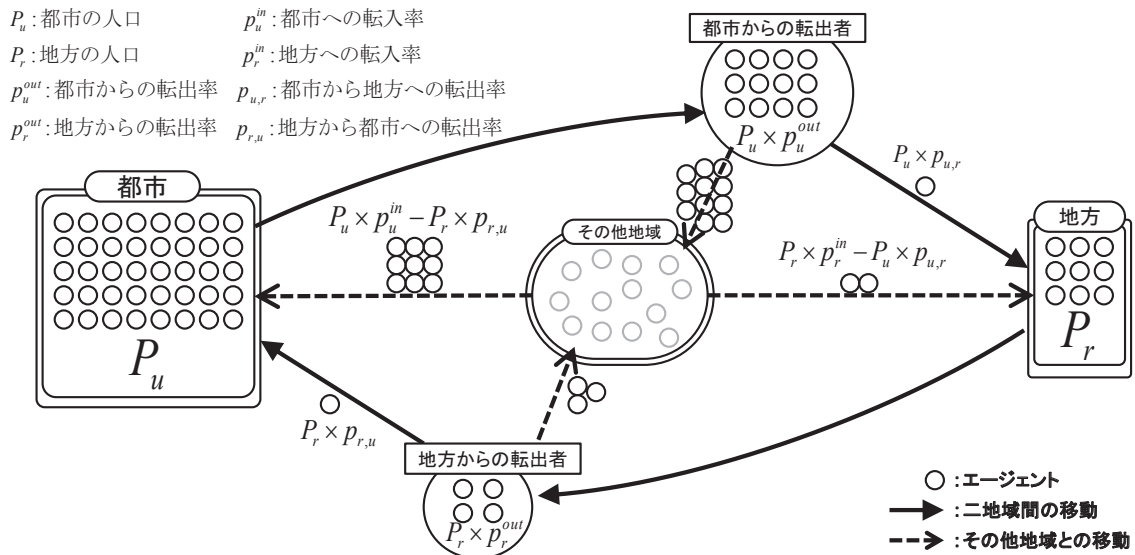 P_u : 都市の人口
p_u^{in} : 都市への転入率
P_r : 地方の人口
p_r^{in} : 地方への転入率
p_u^{out} : 都市からの転出率
p_{u,r} : 都市から地方への転出率
p_r^{out} : 地方からの転出率
p_{r,u} : 地方から都市への転出率
都市からの転出者
P_u × p_u^{out}
P_u × p_{u,r}
都市
P_u × p_u^{in} − P_r × p_{r,u}
その他地域
地方
P_r × p_r^{in} − P_u × p_{u,r}
P_u
P_r
P_r × p_{r,u}
地方からの転出者
P_r × p_r^{out}
:エージェント
:二地域間の移動
:その他地域との移動